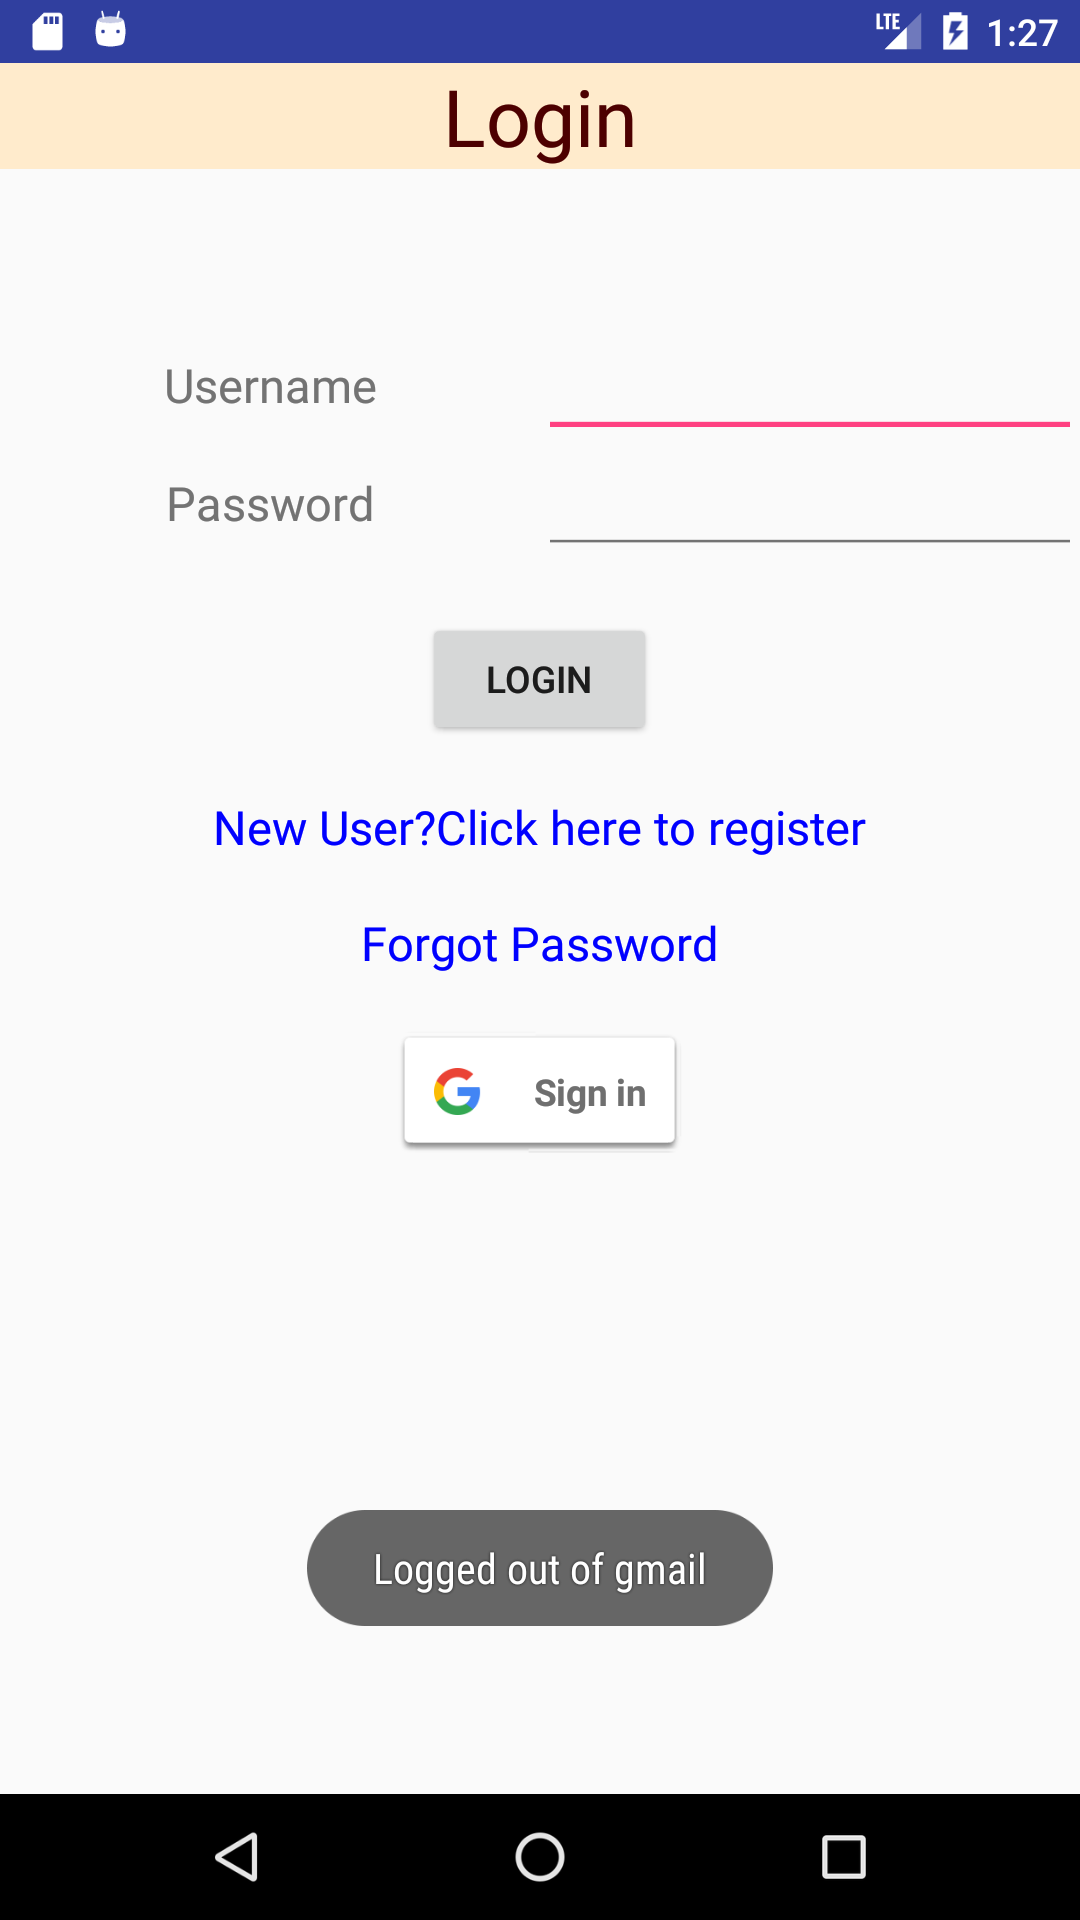 LTE 1:27
Login
Username
Password
LOGIN
New User?Click here to register
Forgot Password
Sign in
Logged out of gmail